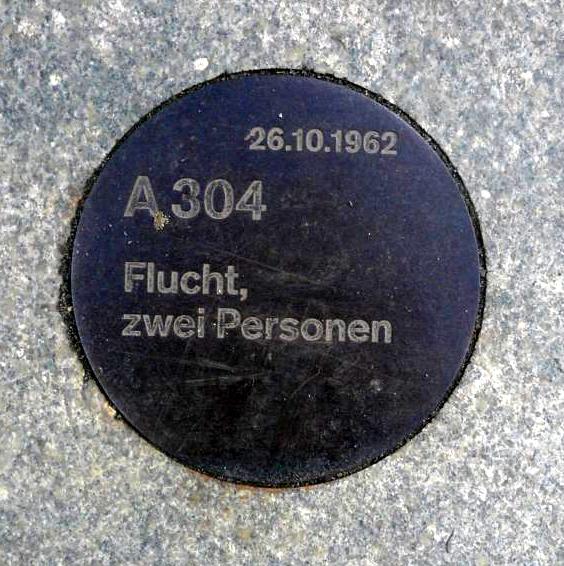 26.10.1962
A 304
Flucht,
zwei Personen